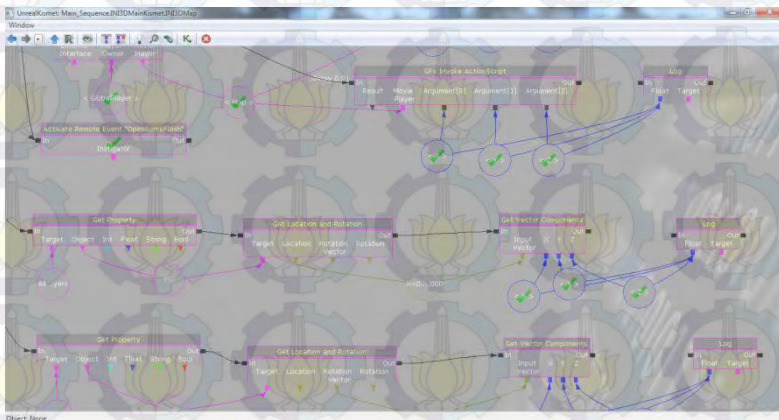 UnrealKismet: Main_Sequence.INI3DMainKismet.INI3DMap
Window
GFx Invoke ActionScript
Log
Interface Owner Player
In Out
Result Movie Player Argument[0] Argument[1] Argument[2]
In Out
Float Target
Activate Remote Event
In Out
Instigator
Get Property
Get Location and Rotation
Get Vector Components
Log
In Out
Target Object Int Float String Bool
In Out
Target Location Rotation Vector Rotation
In Out
Input Vector X Y Z
In Out
Float Target
Get Property
Get Location and Rotation
Get Vector Components
Log
In Out
Target Object Int Float String Bool
In Out
Target Location Rotation Vector Rotation
In Out
Input Vector X Y Z
In Out
Float Target
Object: None